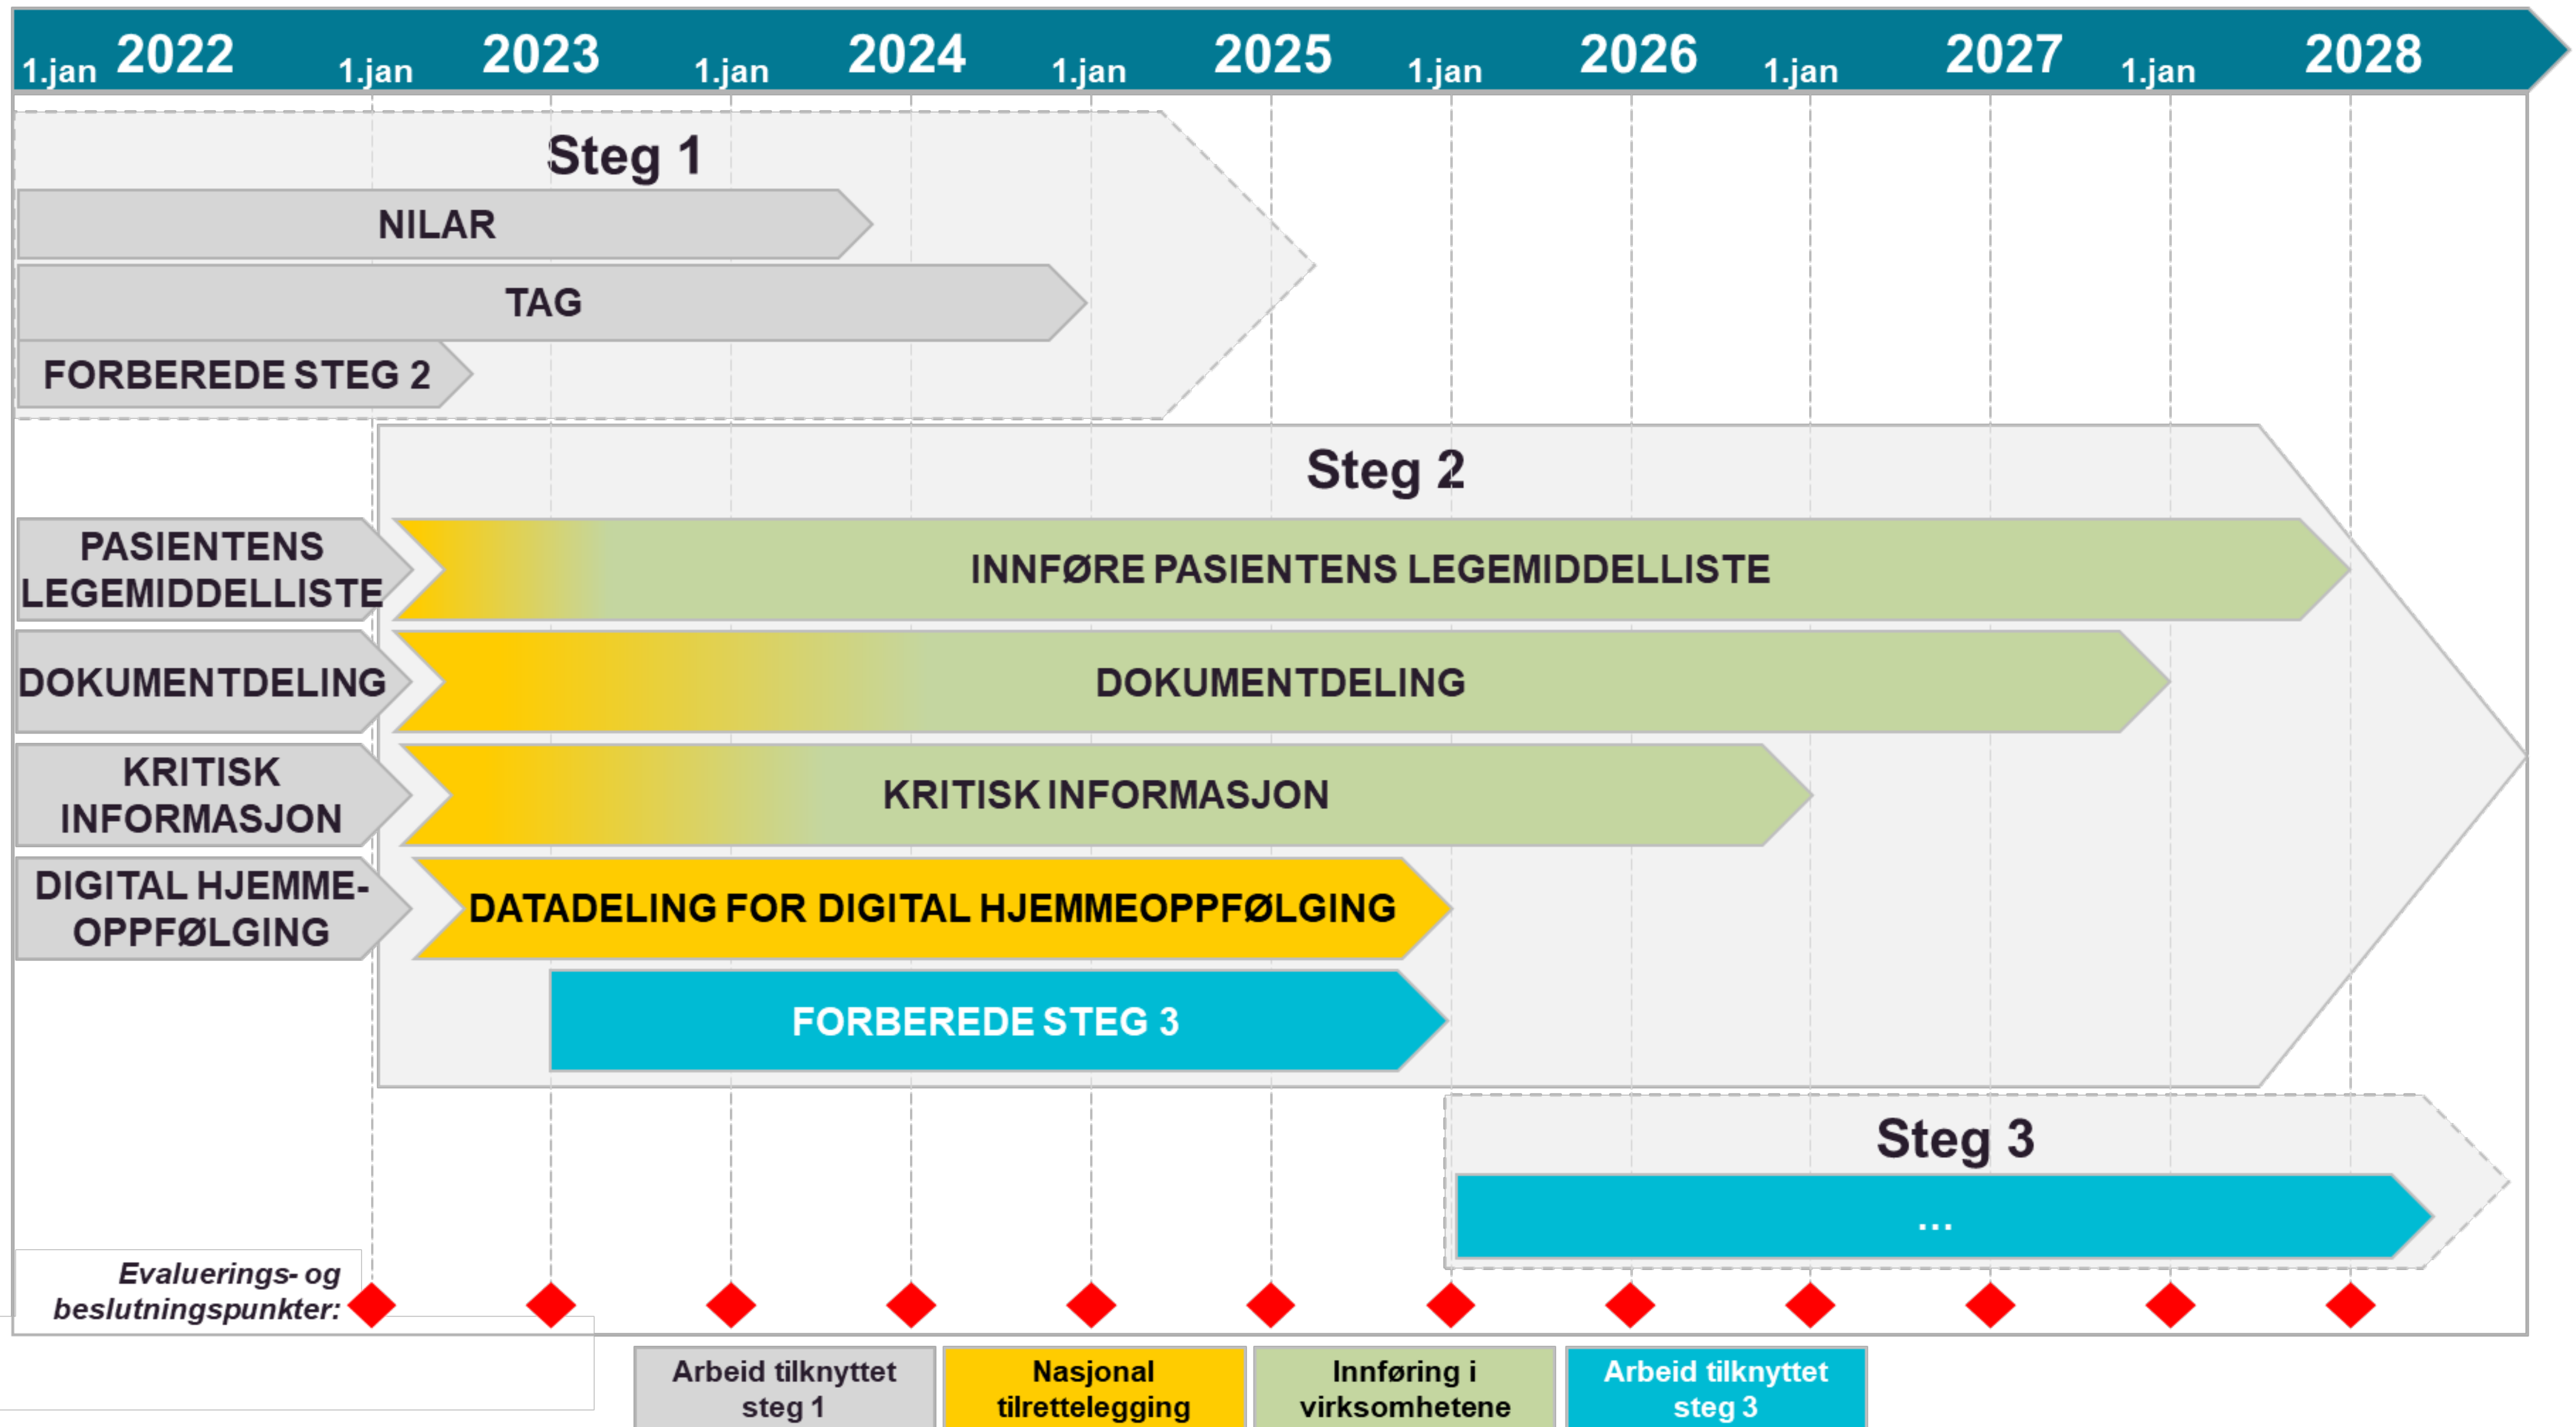 1.jan 2022 1.jan 2023 1.jan 2024 1.jan 2025 1.jan 2026 1.jan 2027 1.jan 2028
Steg 1
NILAR
TAG
FORBEREDE STEG 2
Steg 2
PASIENTENS
LEGEMIDDELLISTE
INNFØRE PASIENTENS LEGEMIDDELLISTE
DOKUMENTDELING
DOKUMENTDELING
KRITISK
INFORMASJON
KRITISK INFORMASJON
DIGITAL HJEMME-
OPPFØLGING
DATADELING FOR DIGITAL HJEMMEOPPFØLGING
FORBEREDE STEG 3
Steg 3
...
Evaluerings- og
beslutningspunkter:
Arbeid tilknyttet
steg 1
Nasjonal
tilrettelegging
Innføring i
virksomhetene
Arbeid tilknyttet
steg 3